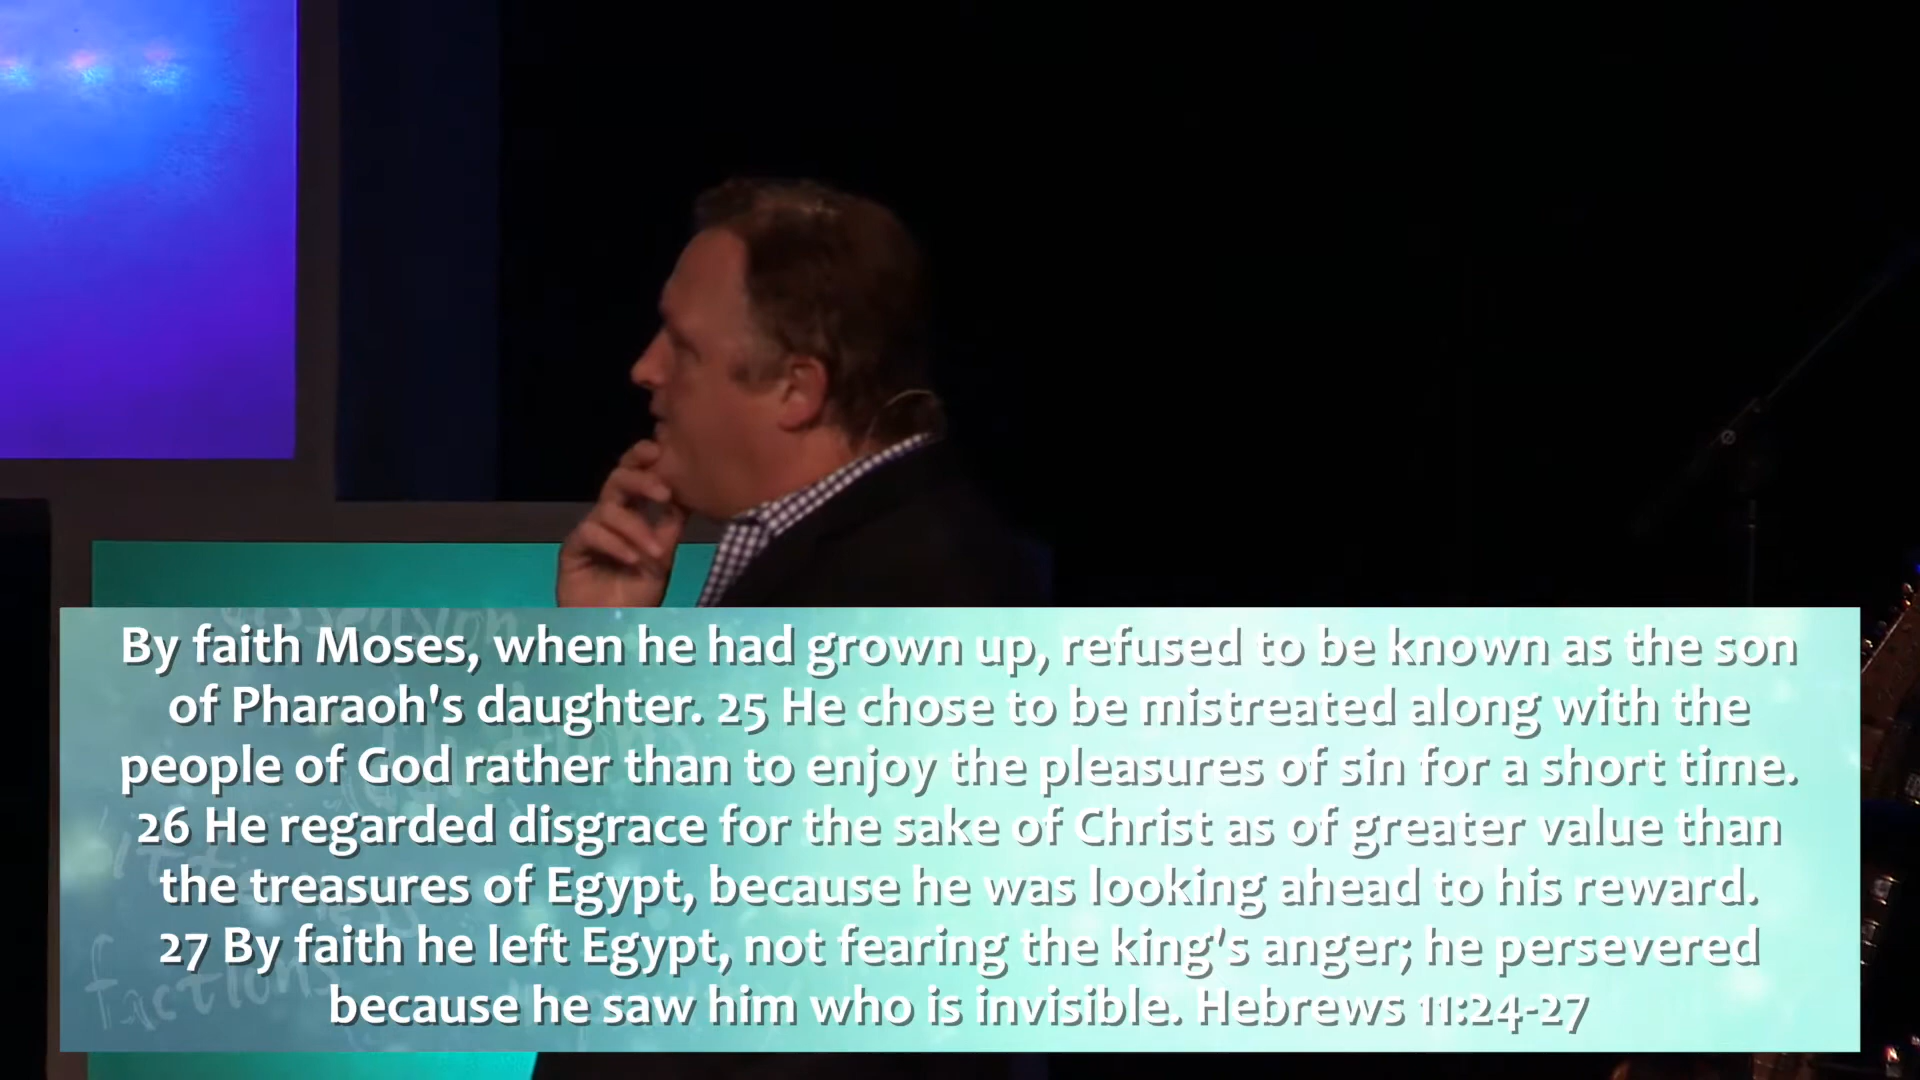 By faith Moses, when he had grown up, refused to be known as the son
of Pharaoh's daughter. 25 He chose to be mistreated along with the
people of God rather than to enjoy the pleasures of sin for a short time.
26 He regarded disgrace for the sake of Christ as of greater value than
the treasures of Egypt, because he was looking ahead to his reward.
27 By faith he left Egypt, not fearing the king's anger; he persevered
because he saw him who is invisible. Hebrews 11:24-27
factions